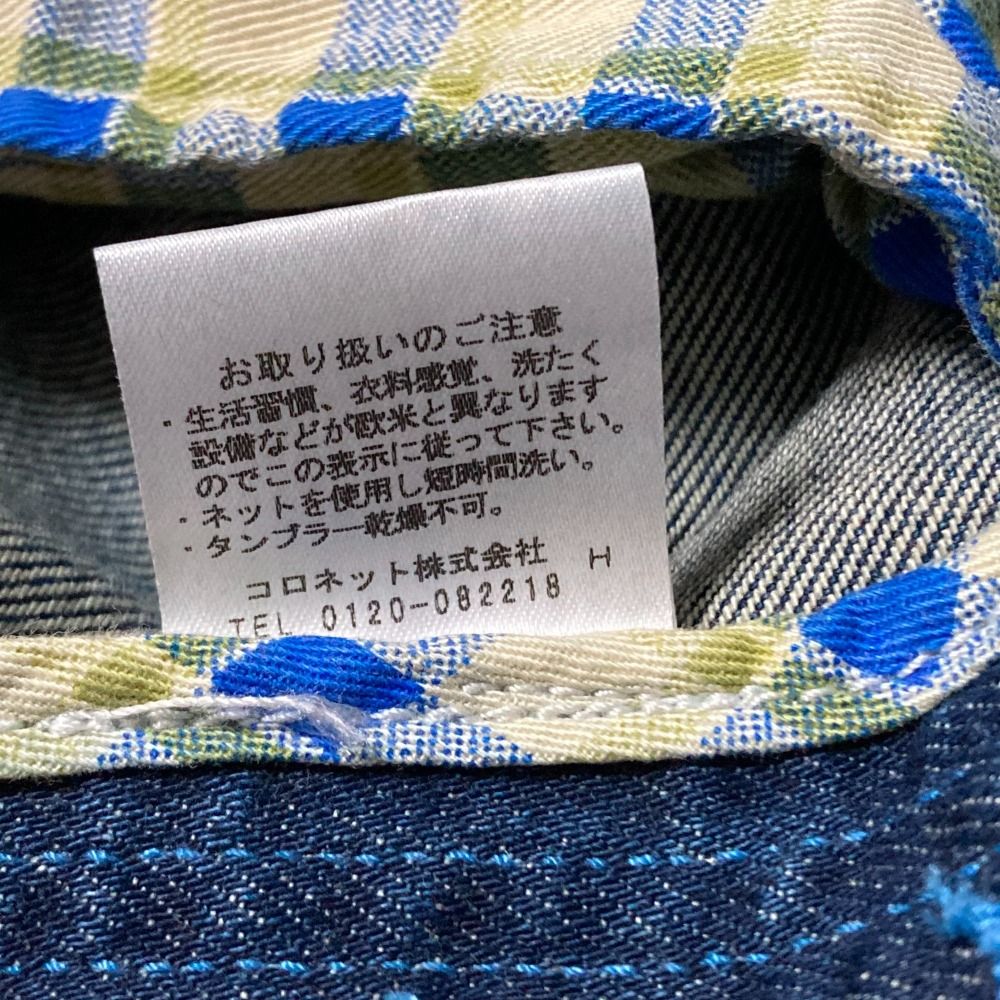 お取り扱いのご注意
・生活習慣、衣料感覚、洗たく
設備などが欧米と異なります
のでこの表示に従って下さい。
・ネットを使用し短時間洗い。
・タンブラー乾燥不可。
コロネット株式会社 H
TEL 0120-082218